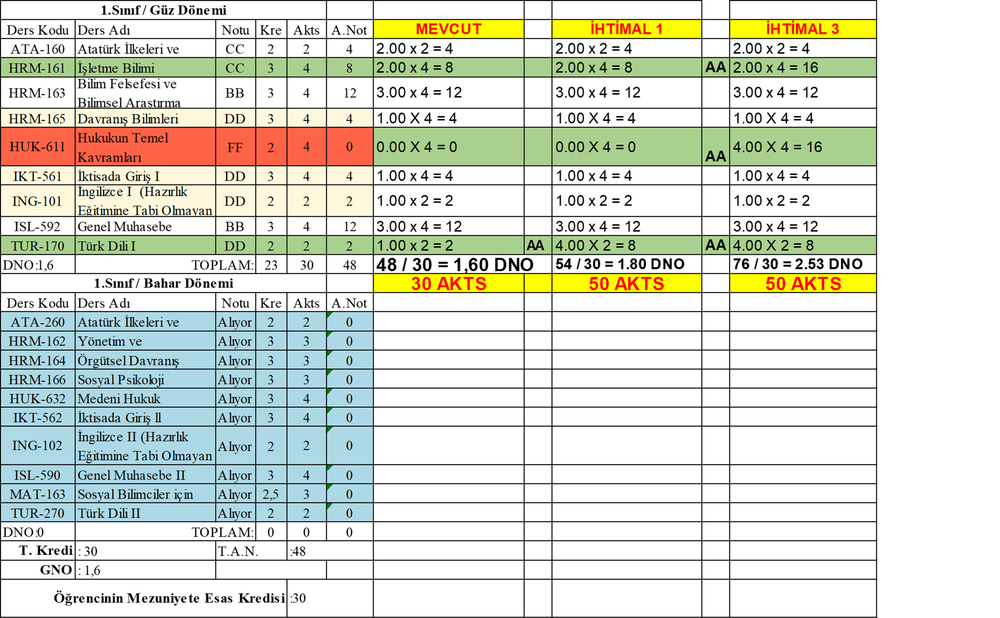 1.Sınıf / Güz Dönemi
Ders Kodu Ders Adı Notu Kre Akts A.Not MEVCUT İHTİMAL 1 İHTİMAL 3
ATA-160 Atatürk İlkeleri ve CC 2 2 4 2.00 x 2 = 4 2.00 x 2 = 4 2.00 x 2 = 4
HRM-161 İşletme Bilimi CC 3 4 8 2.00 x 4 = 8 2.00 x 4 = 8 AA 2.00 x 4 = 16
HRM-163 Bilim Felsefesi ve
Bilimsel Araştırma BB 3 4 12 3.00 x 4 = 12 3.00 x 4 = 12 3.00 x 4 = 12
HRM-165 Davranış Bilimleri DD 3 4 4 1.00 X 4 = 4 1.00 X 4 = 4 1.00 X 4 = 4
HUK-611 Hukukun Temel
Kavramları FF 2 4 0 0.00 X 4 = 0 0.00 X 4 = 0 AA 4.00 X 4 = 16
IKT-561 İktisada Giriş I DD 3 4 4 1.00 x 4 = 4 1.00 x 4 = 4 1.00 x 4 = 4
ING-101 İngilizce I (Hazırlık
Eğitimine Tabi Olmayan DD 2 2 2 1.00 x 2 = 2 1.00 x 2 = 2 1.00 x 2 = 2
ISL-592 Genel Muhasebe BB 3 4 12 3.00 x 4 = 12 3.00 x 4 = 12 3.00 x 4 = 12
TUR-170 Türk Dili I DD 2 2 2 1.00 x 2 = 2 AA 4.00 X 2 = 8 AA 4.00 X 2 = 8
DNO:1,6 TOPLAM: 23 30 48 48 / 30 = 1,60 DNO 54 / 30 = 1.80 DNO 76 / 30 = 2.53 DNO
1.Sınıf / Bahar Dönemi 30 AKTS 50 AKTS 50 AKTS
Ders Kodu Ders Adı Notu Kre Akts A.Not
ATA-260 Atatürk İlkeleri ve Alıyor 2 2 0
HRM-162 Yönetim ve Alıyor 3 3 0
HRM-164 Örgütsel Davranış Alıyor 3 3 0
HRM-166 Sosyal Psikoloji Alıyor 3 3 0
HUK-632 Medeni Hukuk Alıyor 3 4 0
IKT-562 İktisada Giriş ll Alıyor 3 4 0
ING-102 İngilizce II (Hazırlık
Eğitimine Tabi Olmayan Alıyor 2 2 0
ISL-590 Genel Muhasebe II Alıyor 3 4 0
MAT-163 Sosyal Bilimciler için Alıyor 2,5 3 0
TUR-270 Türk Dili II Alıyor 2 2 0
DNO:0 TOPLAM: 0 0 0
T. Kredi : 30 T.A.N. :48
GNO : 1,6
Öğrencinin Mezuniyete Esas Kredisi :30